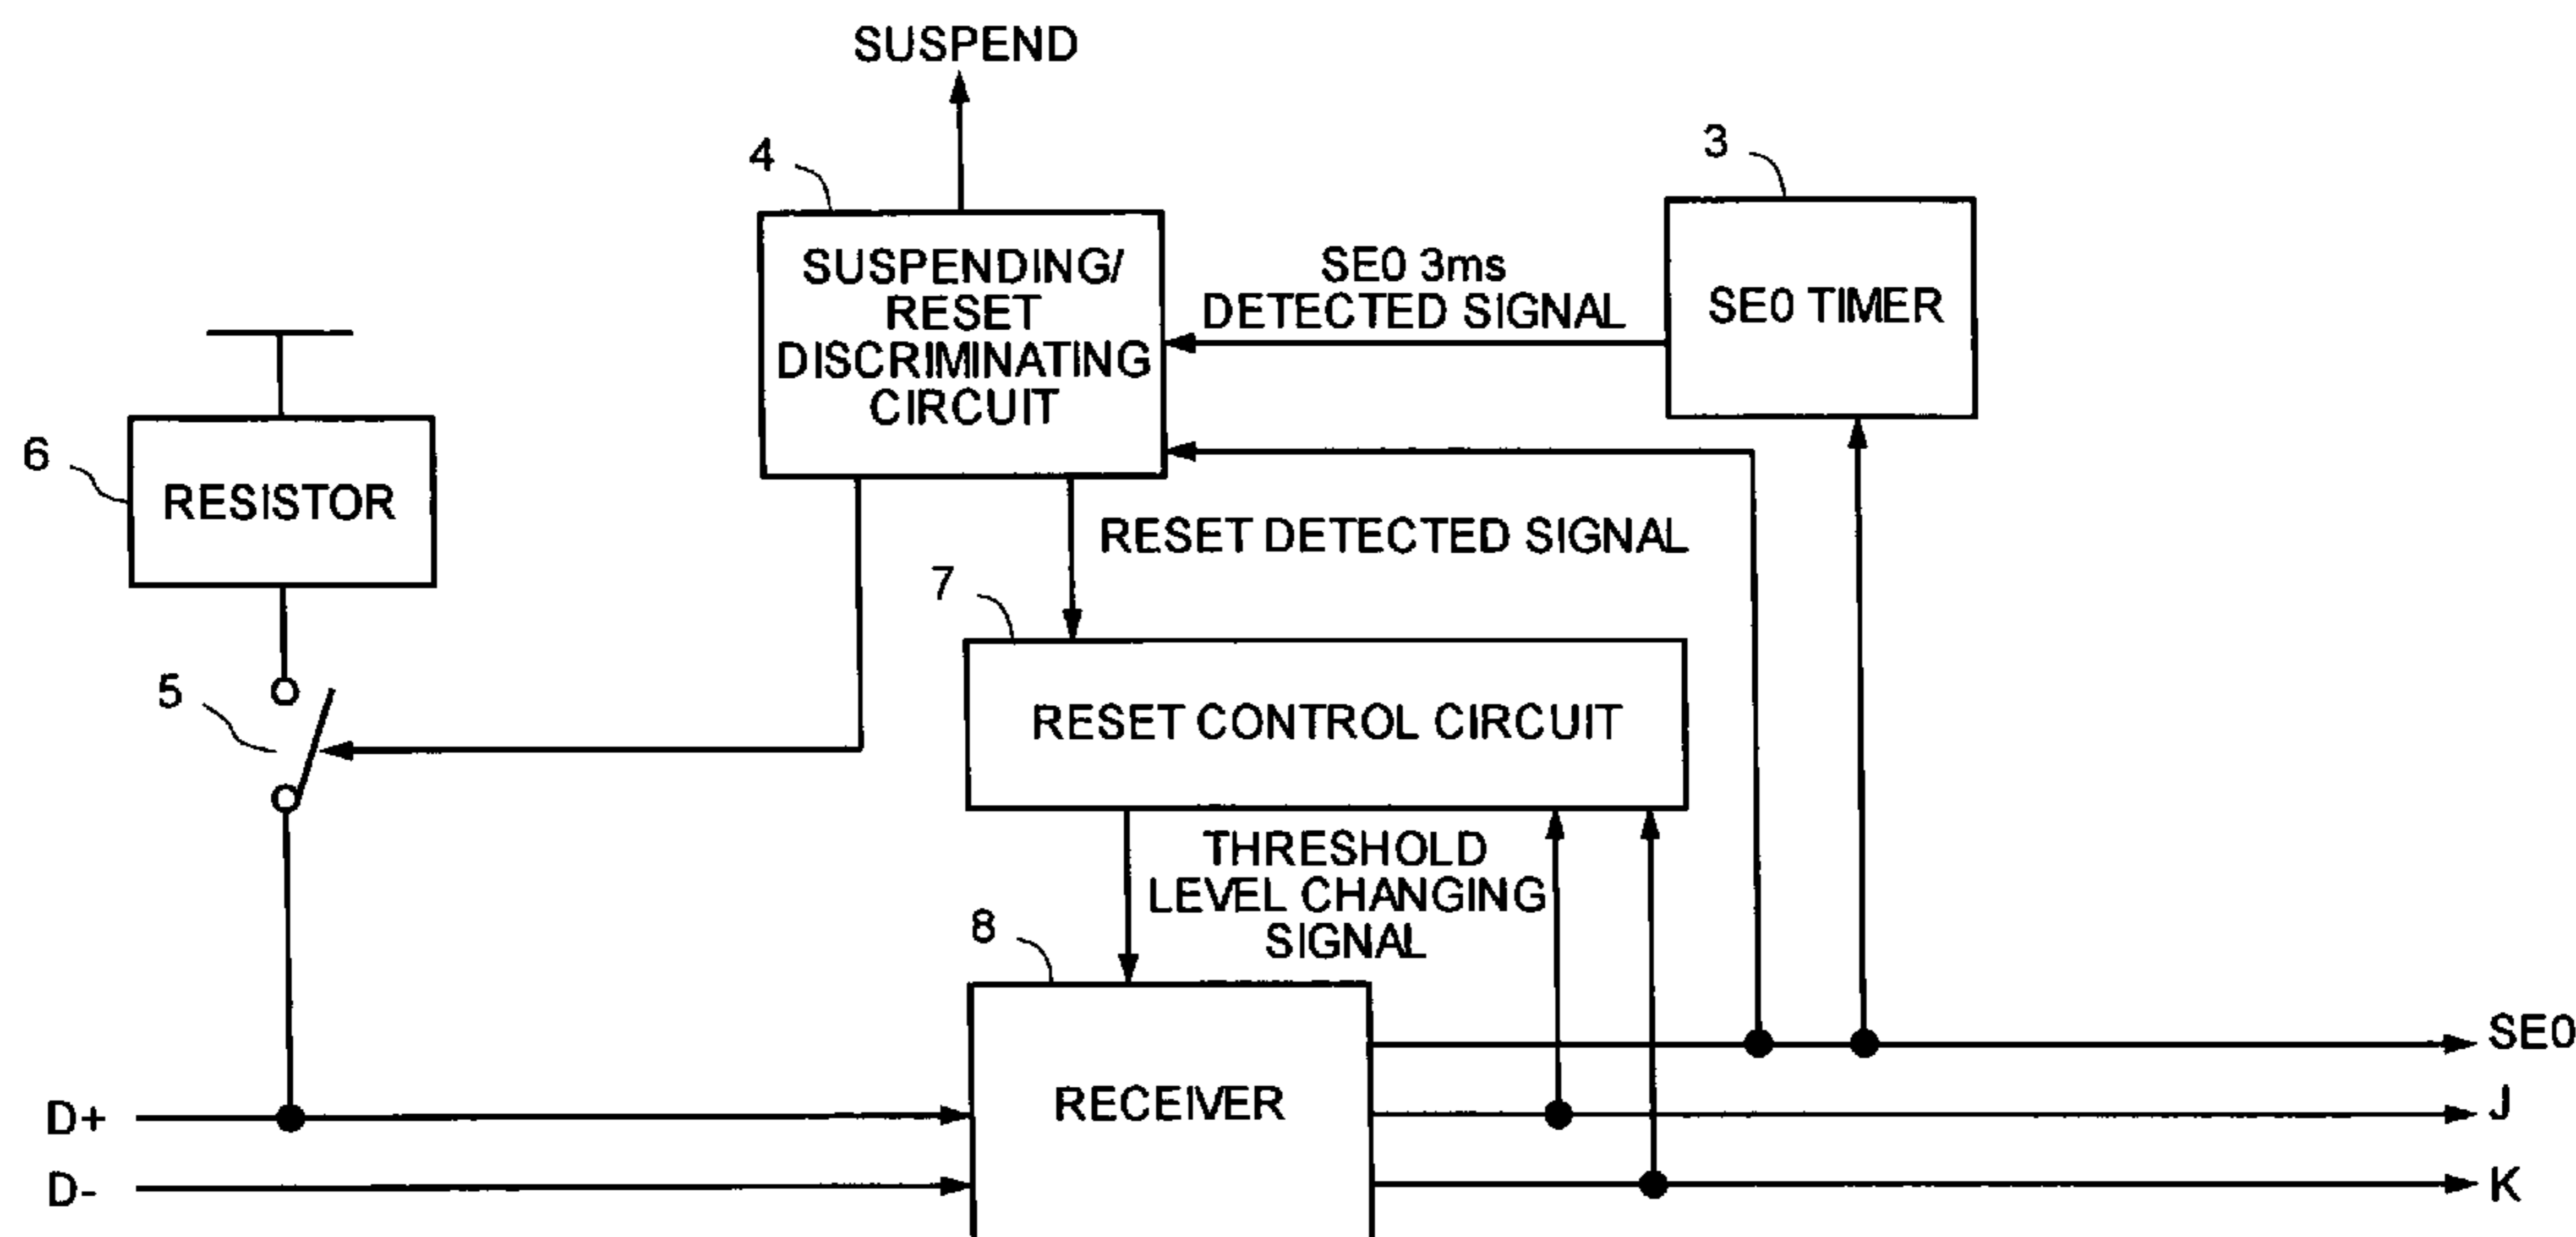 SUSPEND
4
3
SUSPENDING/
RESET
DISCRIMINATING
CIRCUIT
SE0 3ms
DETECTED SIGNAL
SE0 TIMER
6
RESISTOR
RESET DETECTED SIGNAL
7
5
RESET CONTROL CIRCUIT
THRESHOLD
LEVEL CHANGING
SIGNAL
8
SE0
RECEIVER
D+
J
D-
K